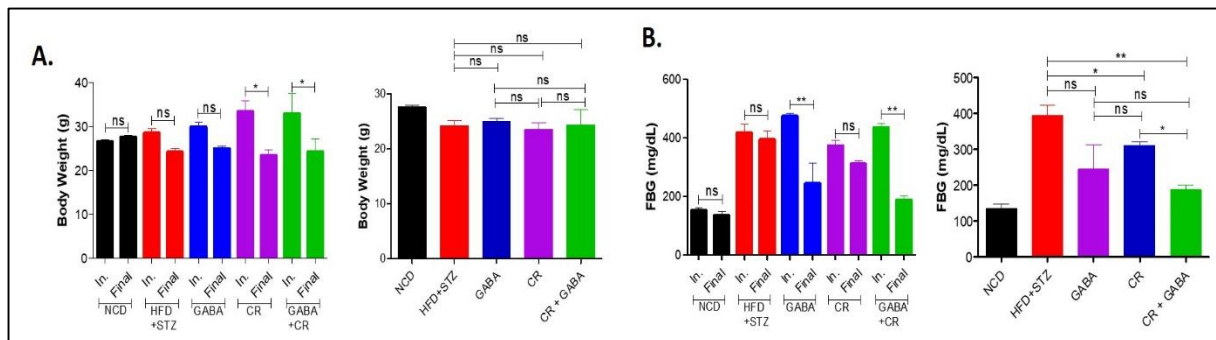 A.
Body Weight (g)
40
30
20
10
0
ns
ns
ns
*
*
In. Final In. Final In. Final In. Final In. Final
NCD HFD GABA CR GABA
+STZ +CR
Body Weight (g)
30
20
10
0
ns
ns
ns
ns
ns
ns
NCD
HFD+STZ
GABA
CR
CR + GABA
B.
FBG (mg/dL)
600
400
200
0
ns
ns
**
ns
**
In. Final In. Final In. Final In. Final In. Final
NCD HFD GABA CR GABA
+STZ +CR
FBG (mg/dL)
500
400
300
200
100
0
**
*
ns
ns
ns
*
NCD
HFD+STZ
GABA
CR
CR + GABA